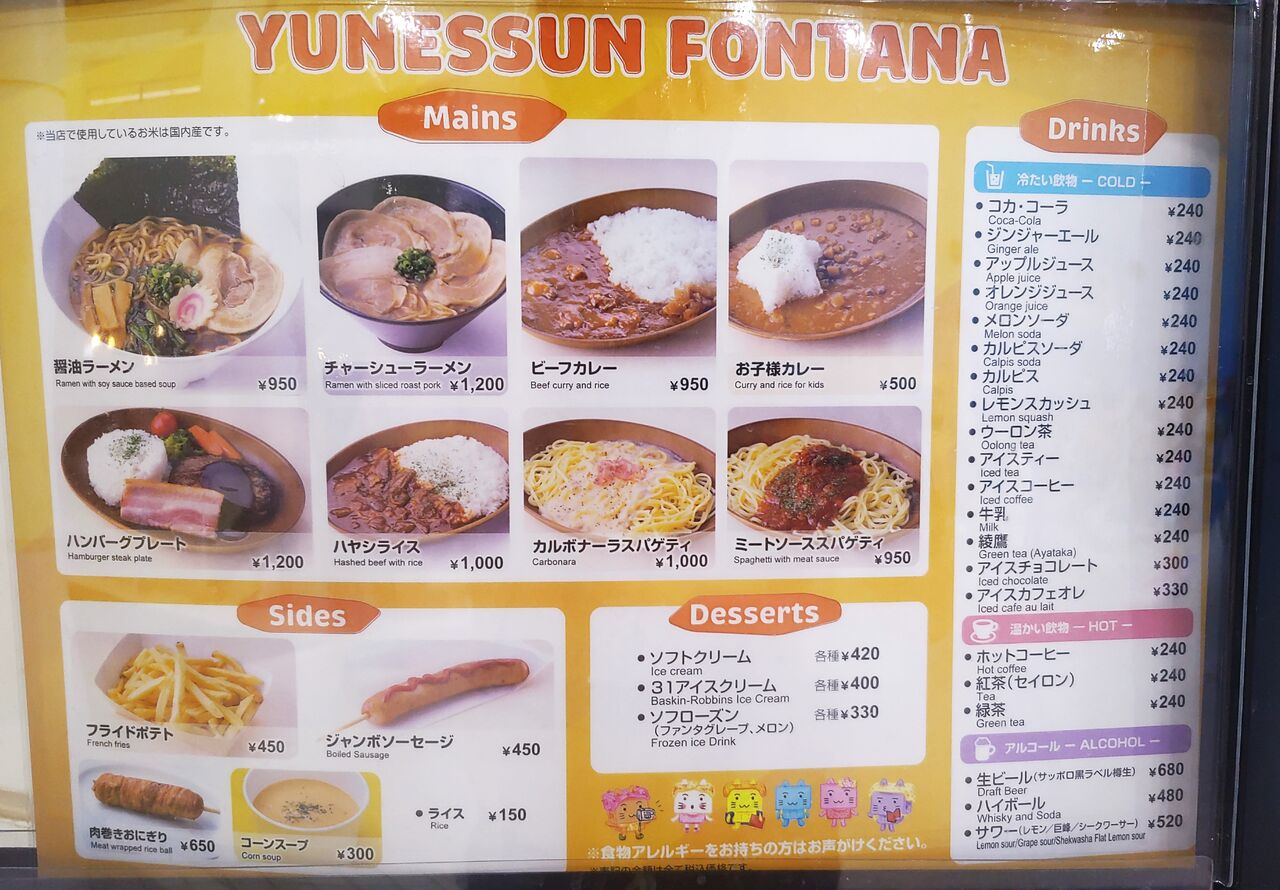 YUNESSUN FONTANA
Mains
※当店で使用しているお米は国内産です。
醤油ラーメン
Ramen with soy sauce based soup
¥950
チャーシューラーメン
Ramen with sliced roast pork ¥1,200
ビーフカレー
Beef curry and rice
¥950
お子様カレー
Curry and rice for kids
¥500
ハンバーグプレート
Hamburger steak plate
¥1,200
ハヤシライス
Hashed beef with rice
¥1,000
カルボナーラスパゲティ
Carbonara
¥1,000
ミートソーススパゲティ
Spaghetti with meat sauce
¥950
Sides
フライドポテト
French fries
¥450
ジャンボソーセージ
Boiled Sausage
¥450
肉巻きおにぎり
Meat wrapped rice ball
¥650
コーンスープ
Corn soup
¥300
• ライス ¥150
Rice
Desserts
• ソフトクリーム 各種¥420
Ice cream
• 31アイスクリーム 各種¥400
Baskin-Robbins Ice Cream
• ソフローズン 各種¥330
(ファンタグレープ、メロン)
Frozen ice Drink
※食物アレルギーをお持ちの方はお声がけください。
Drinks
冷たい飲物 — COLD —
• コカ・コーラ ¥240
Coca-Cola
• ジンジャーエール ¥240
Ginger ale
• アップルジュース ¥240
Apple juice
• オレンジジュース ¥240
Orange juice
• メロンソーダ ¥240
Melon soda
• カルピスソーダ ¥240
Calpis soda
• カルピス ¥240
Calpis
• レモンスカッシュ ¥240
Lemon squash
• ウーロン茶 ¥240
Oolong tea
• アイスティー ¥240
Iced tea
• アイスコーヒー ¥240
Iced coffee
• 牛乳 ¥240
Milk
• 綾鷹 ¥240
Green tea (Ayataka)
• アイスチョコレート ¥300
Iced chocolate
• アイスカフェオレ ¥330
Iced cafe au lait
温かい飲物 — HOT —
• ホットコーヒー ¥240
Hot coffee
• 紅茶(セイロン) ¥240
Tea
• 緑茶 ¥240
Green tea
アルコール — ALCOHOL —
• 生ビール(サッポロ黒ラベル樽生) ¥680
Draft Beer
• ハイボール ¥480
Whisky and Soda
• サワー(レモン/巨峰/シークワーサー) ¥520
Lemon sour/Grape sour/Shekwasha Flat Lemon sour